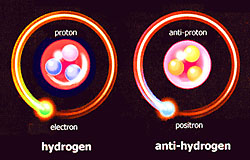 proton
electron
hydrogen
anti-proton
positron
anti-hydrogen